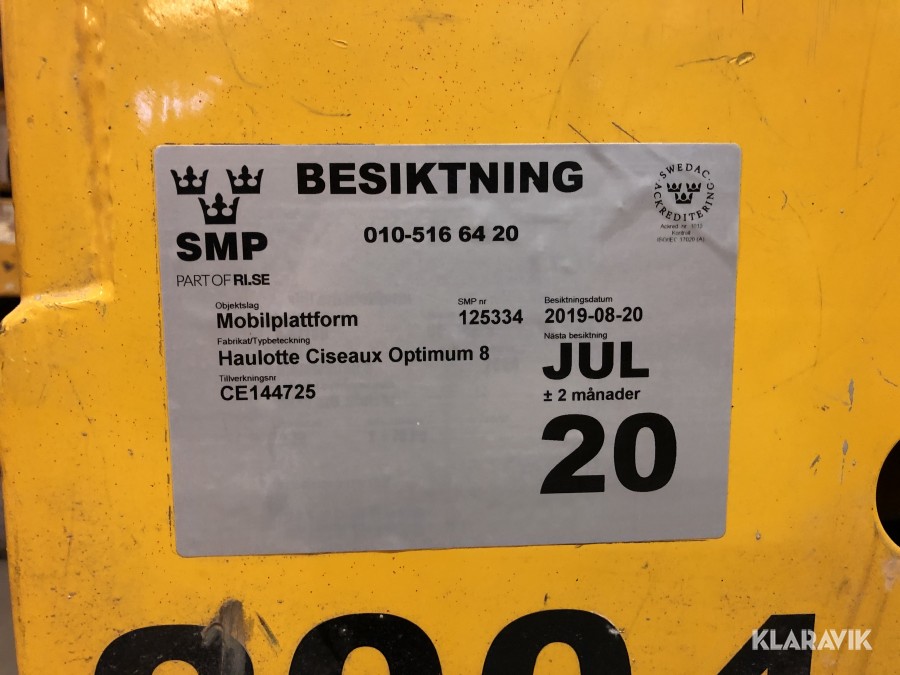 BESIKTNING
010-516 64 20
SMP
PART OF RI.SE
SWEDAC
ACKREDITERING
Kontroll
Objektslag
Mobilplattform
SMP nr
125334
Besiktningsdatum
2019-08-20
Fabrikat/Typbeteckning
Haulotte Ciseaux Optimum 8
Nästa besiktning
JUL
± 2 månader
20
Tillverkningsnr
CE144725
KLARAVIK